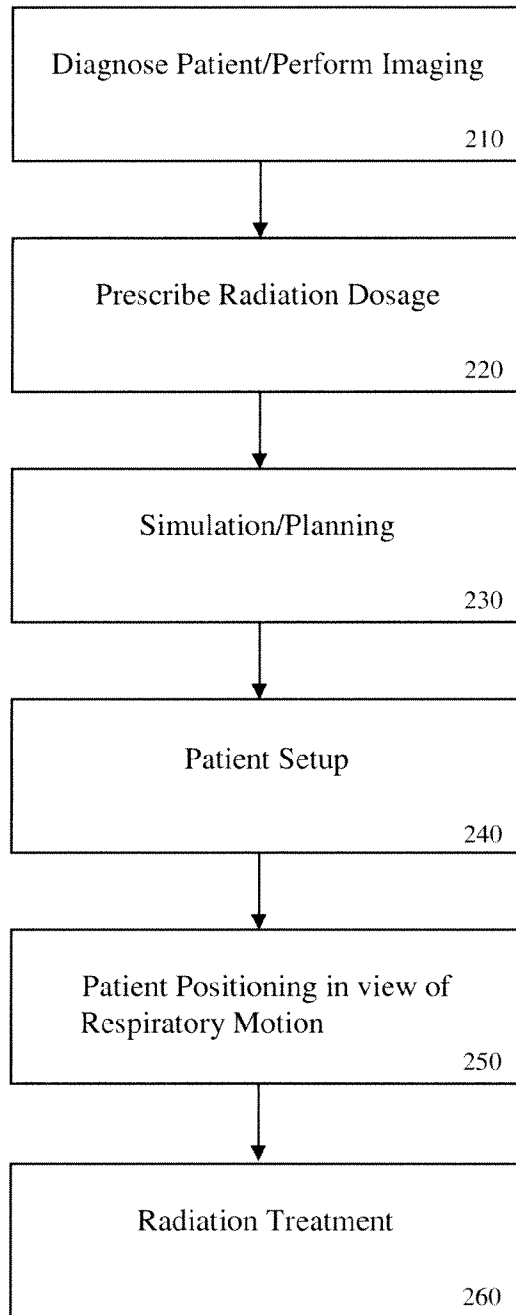 Diagnose Patient/Perform Imaging
210
Prescribe Radiation Dosage
220
Simulation/Planning
230
Patient Setup
240
Patient Positioning in view of
Respiratory Motion
250
Radiation Treatment
260